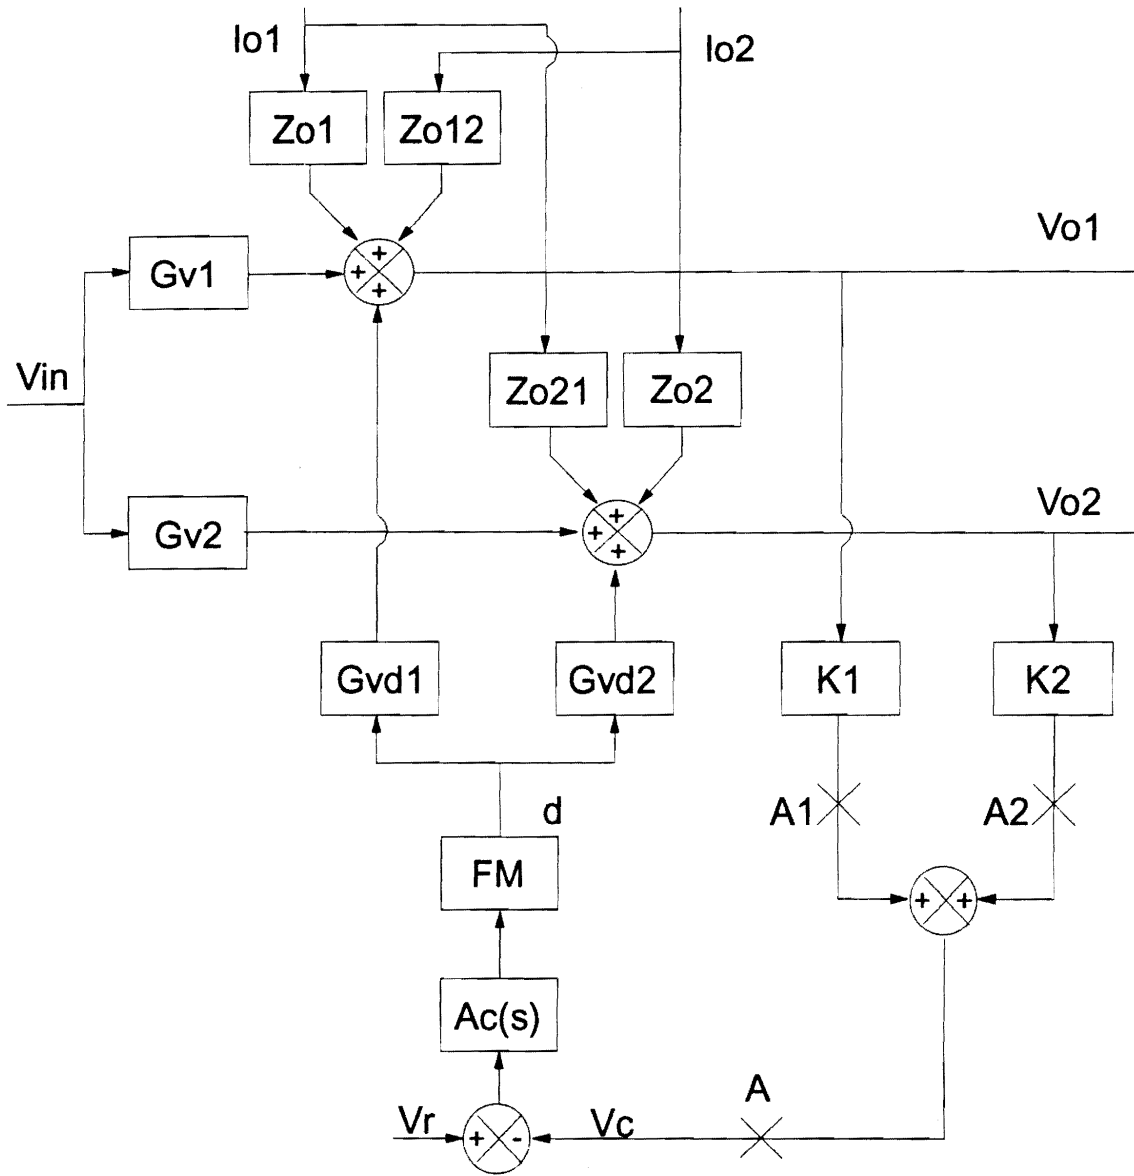 Io1
Io2
Zo1
Zo12
+
+ +
+
Gv1
Vo1
Vin
Zo21
Zo2
+
+ +
+
Gv2
Vo2
Gvd1
Gvd2
K1
K2
A1
A2
d
FM
+ +
Ac(s)
A
Vr
+ -
Vc